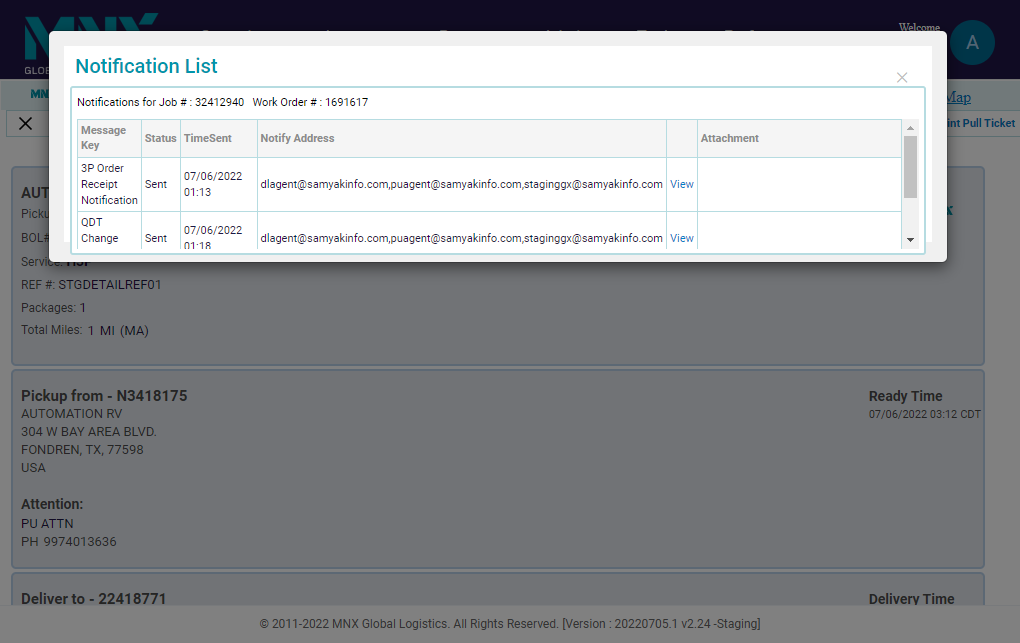 MNX
GLOB
Welcome
A
MN
Map
int Pull Ticket
Notification List
Notifications for Job # : 32412940 Work Order # : 1691617
Message Key Status TimeSent Notify Address Attachment
3P Order Receipt Notification Sent 07/06/2022 01:13 dlagent@samyakinfo.com,puagent@samyakinfo.com,staginggx@samyakinfo.com View
QDT Change Sent 07/06/2022 01:18 dlagent@samyakinfo.com,puagent@samyakinfo.com,staginggx@samyakinfo.com View
AUT
Picku
BOL#
Service:
REF #: STGDETAILREF01
Packages: 1
Total Miles: 1 MI (MA)
Pickup from - N3418175
Ready Time
AUTOMATION RV
07/06/2022 03:12 CDT
304 W BAY AREA BLVD.
FONDREN, TX, 77598
USA
Attention:
PU ATTN
PH 9974013636
Deliver to - 22418771
Delivery Time
© 2011-2022 MNX Global Logistics. All Rights Reserved. [Version : 20220705.1 v2.24 -Staging]